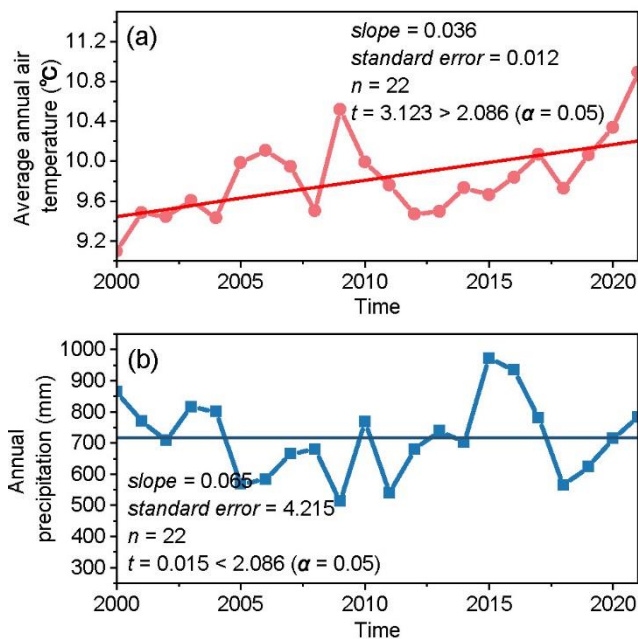 (a)
slope = 0.036
standard error = 0.012
n = 22
t = 3.123 > 2.086 (α = 0.05)
Average annual air
temperature (℃)
11.2
10.8
10.4
10.0
9.6
9.2
2000 2005 2010 2015 2020
Time
(b)
Annual
precipitation (mm)
1000
900
800
700
600
500
400
300
slope = 0.065
standard error = 4.215
n = 22
t = 0.015 < 2.086 (α = 0.05)
2000 2005 2010 2015 2020
Time